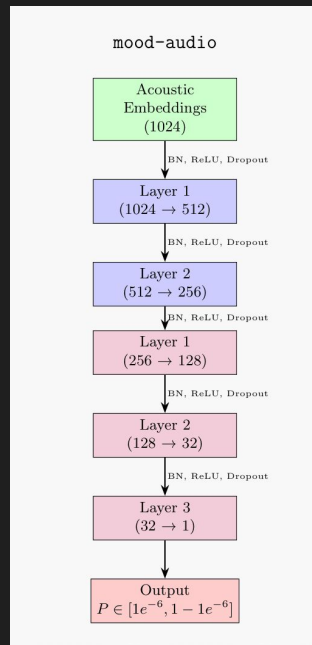 mood-audio
Acoustic
Embeddings
(1024)
BN, ReLU, Dropout
Layer 1
(1024 → 512)
BN, ReLU, Dropout
Layer 2
(512 → 256)
BN, ReLU, Dropout
Layer 1
(256 → 128)
BN, ReLU, Dropout
Layer 2
(128 → 32)
BN, ReLU, Dropout
Layer 3
(32 → 1)
Output
P ∈ [1e⁻⁶, 1 − 1e⁻⁶]